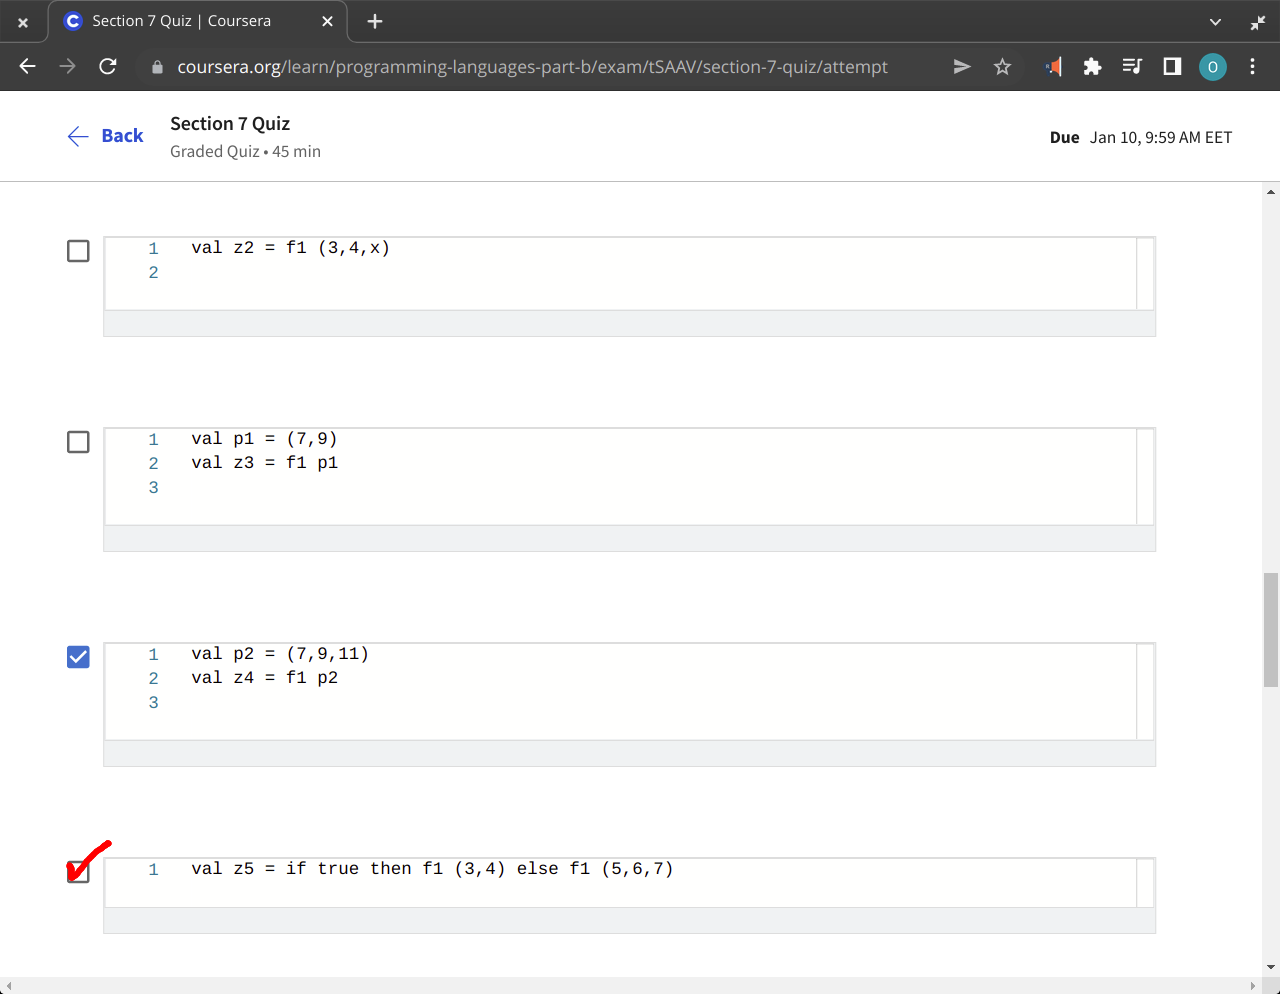 Section 7 Quiz | Coursera
coursera.org/learn/programming-languages-part-b/exam/tSAAV/section-7-quiz/attempt
O
Back
Section 7 Quiz
Graded Quiz • 45 min
Due Jan 10, 9:59 AM EET
1 val z2 = f1 (3,4,x)
2
1 val p1 = (7,9)
2 val z3 = f1 p1
3
1 val p2 = (7,9,11)
2 val z4 = f1 p2
3
1 val z5 = if true then f1 (3,4) else f1 (5,6,7)